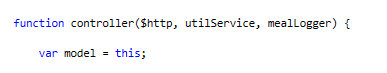 function controller($http, utilService, mealLogger) {
var model = this;